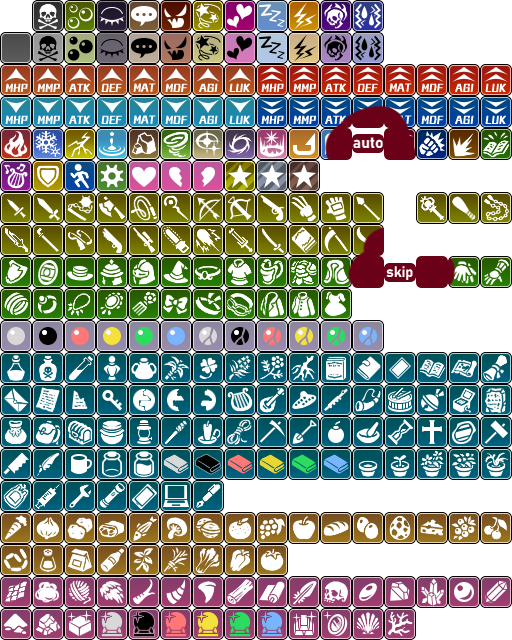 MHP MMP ATK DEF MAT MDF AGI LUK MHP MMP ATK DEF MAT MDF AGI LUK
MHP MMP ATK DEF MAT MDF AGI LUK MHP MMP ATK DEF MAT MDF AGI LUK
auto
skip